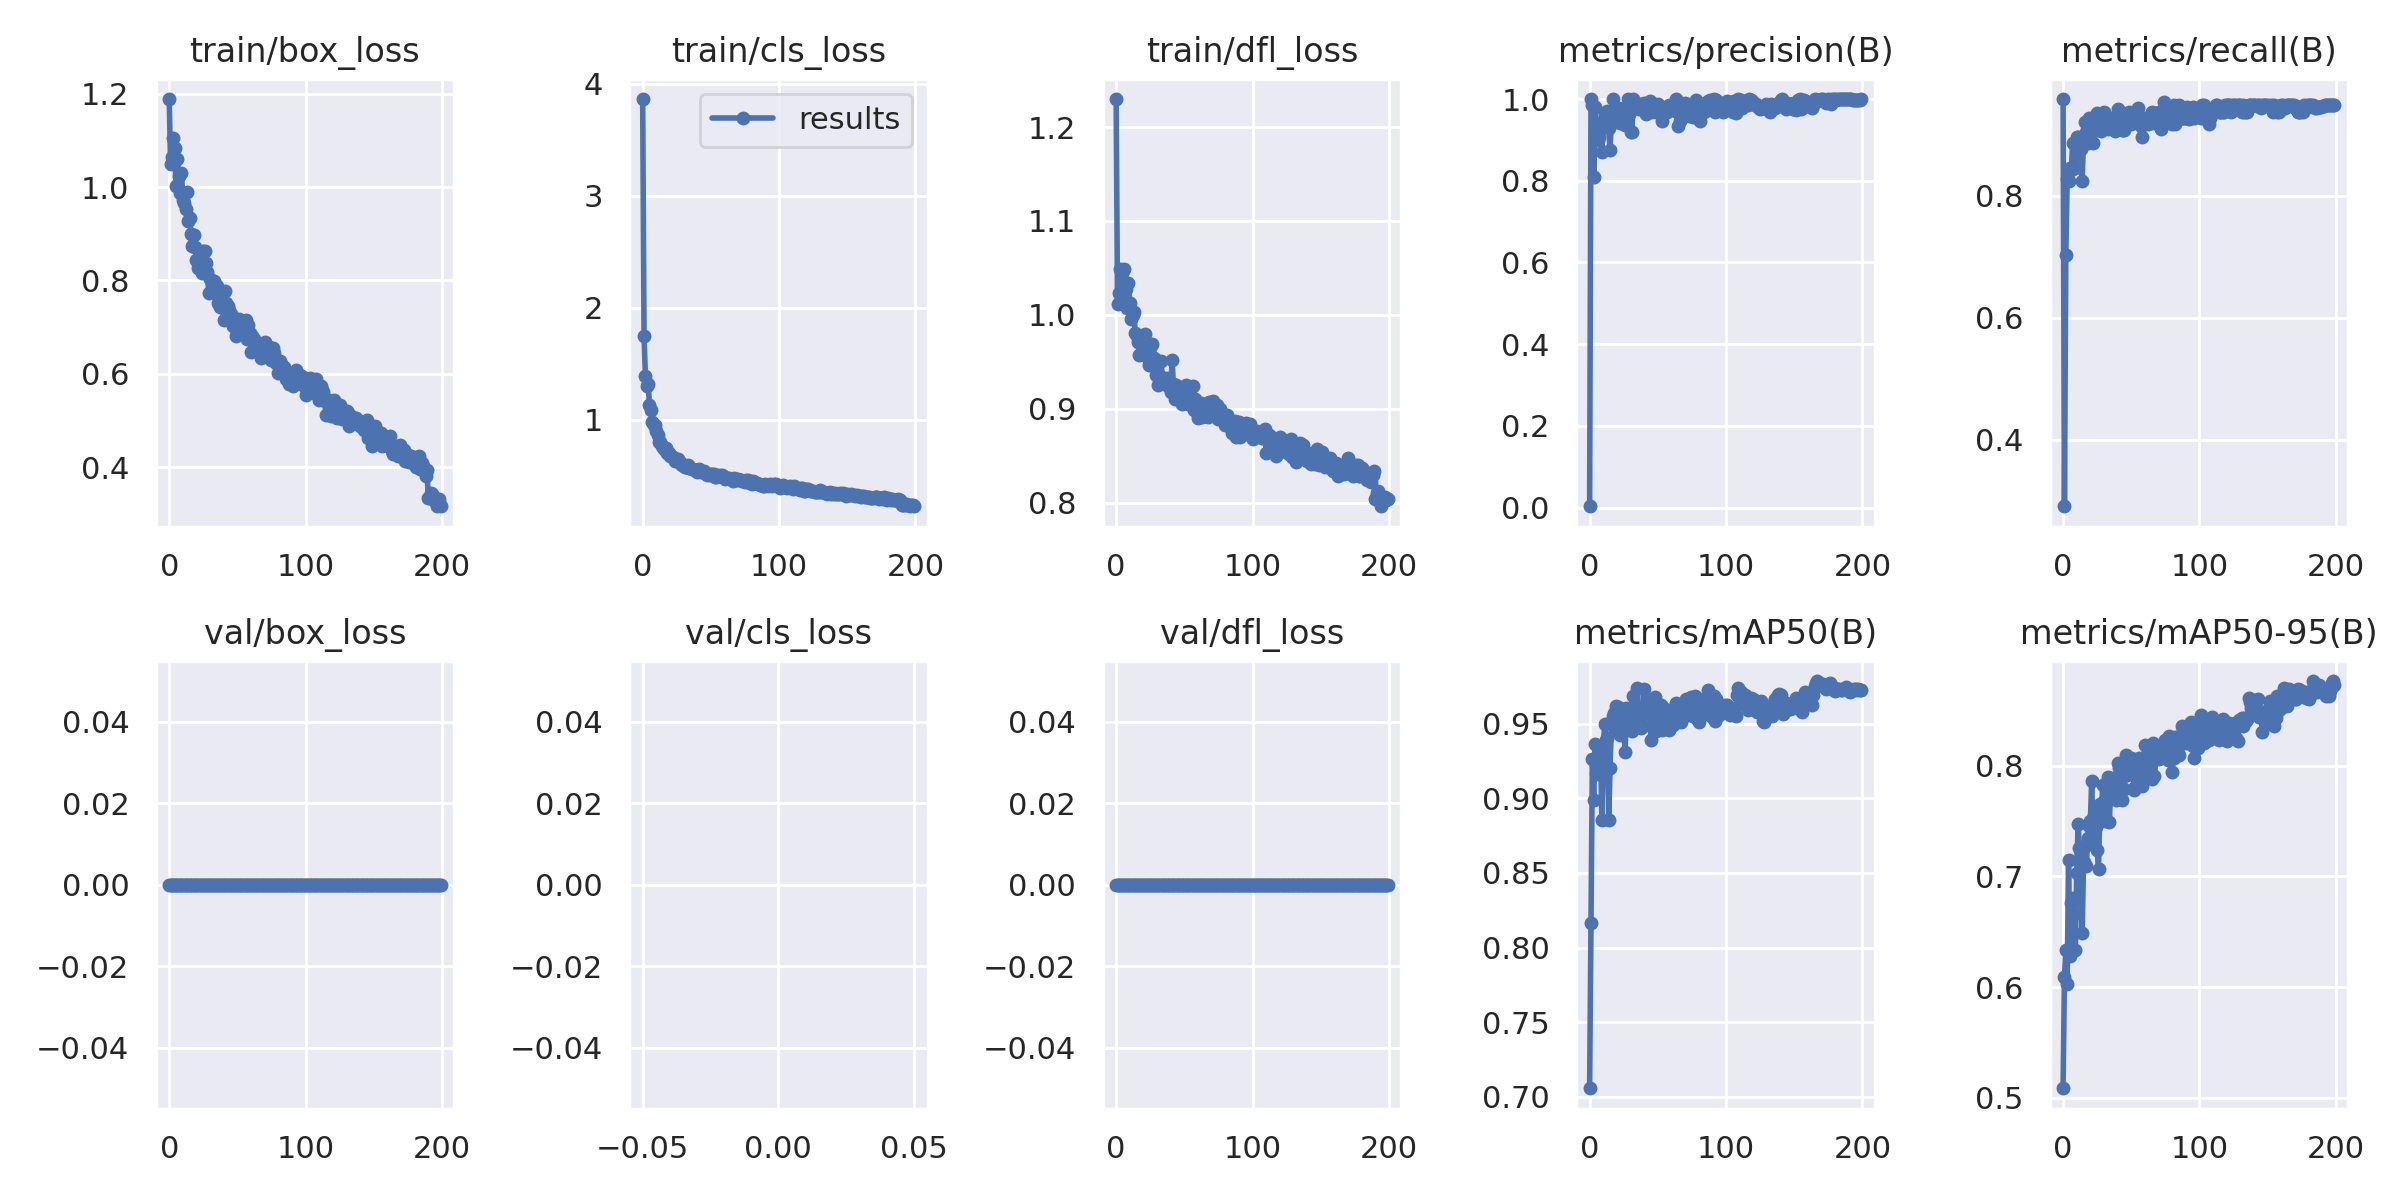 train/box_loss
1.2
1.0
0.8
0.6
0.4
0 100 200
train/cls_loss
results
4
3
2
1
0 100 200
train/dfl_loss
1.2
1.1
1.0
0.9
0.8
0 100 200
metrics/precision(B)
1.0
0.8
0.6
0.4
0.2
0.0
0 100 200
metrics/recall(B)
0.8
0.6
0.4
0 100 200
val/box_loss
0.04
0.02
0.00
−0.02
−0.04
0 100 200
val/cls_loss
0.04
0.02
0.00
−0.02
−0.04
−0.05 0.00 0.05
val/dfl_loss
0.04
0.02
0.00
−0.02
−0.04
0 100 200
metrics/mAP50(B)
0.95
0.90
0.85
0.80
0.75
0.70
0 100 200
metrics/mAP50-95(B)
0.8
0.7
0.6
0.5
0 100 200